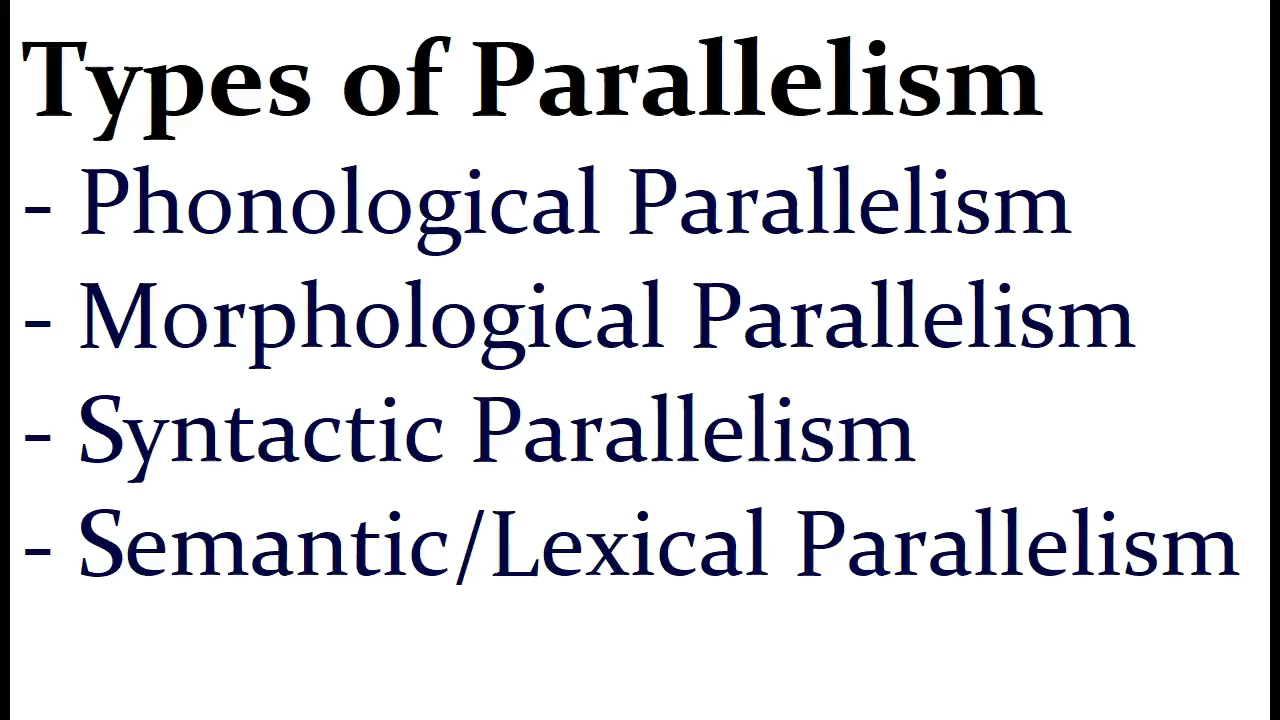 Types of Parallelism
- Phonological Parallelism
- Morphological Parallelism
- Syntactic Parallelism
- Semantic/Lexical Parallelism